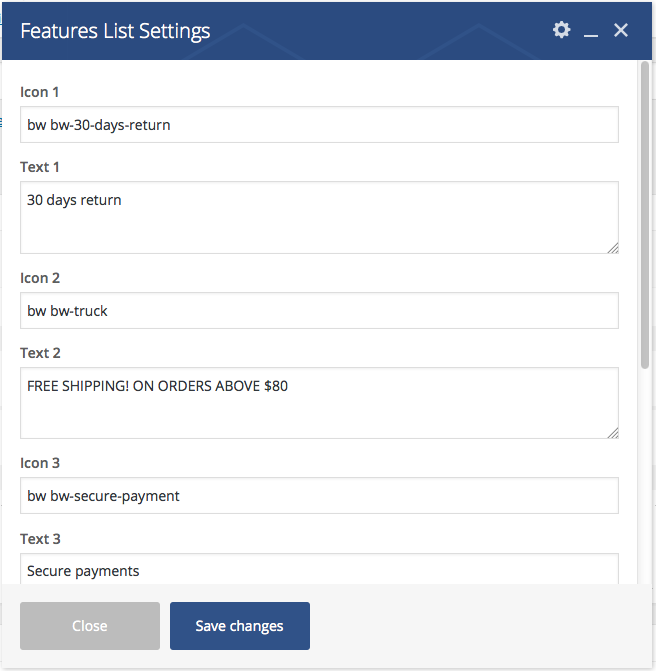 Features List Settings
Icon 1
bw bw-30-days-return
Text 1
30 days return
Icon 2
bw bw-truck
Text 2
FREE SHIPPING! ON ORDERS ABOVE $80
Icon 3
bw bw-secure-payment
Text 3
Secure payments
Close
Save changes